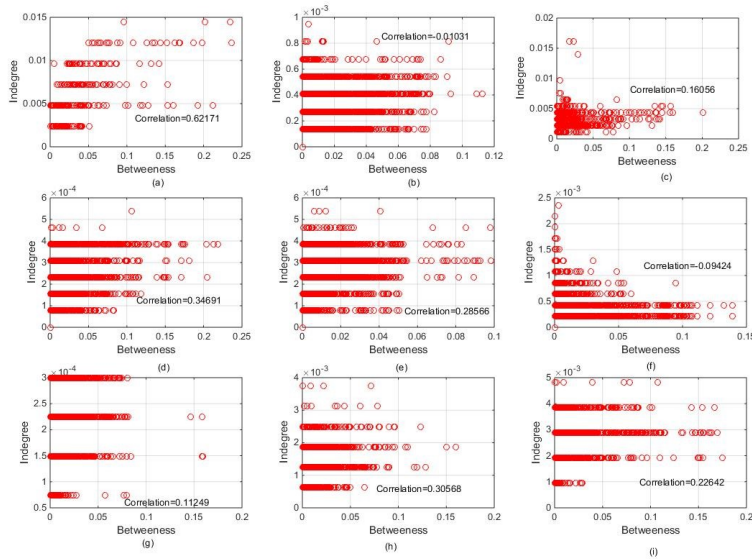 0.015
0.01
0.005
0
Indegree
0 0.05 0.1 0.15 0.2 0.25
Betweeness
Correlation=0.62171
(a)
×10^-3
1
0.8
0.6
0.4
0.2
0
Indegree
0 0.02 0.04 0.06 0.08 0.1 0.12
Betweeness
Correlation=-0.01031
(b)
0.02
0.015
0.01
0.005
0
Indegree
0 0.05 0.1 0.15 0.2 0.25
Betweeness
Correlation=0.16056
(c)
×10^-4
6
5
4
3
2
1
0
Indegree
0 0.05 0.1 0.15 0.2 0.25
Betweeness
Correlation=0.34691
(d)
×10^-4
6
5
4
3
2
1
0
Indegree
0 0.02 0.04 0.06 0.08 0.1
Betweeness
Correlation=0.28566
(e)
×10^-3
2.5
2
1.5
1
0.5
0
Indegree
0 0.05 0.1 0.15
Betweeness
Correlation=-0.09424
(f)
×10^-4
3
2.5
2
1.5
1
0.5
Indegree
0 0.05 0.1 0.15 0.2
Betweeness
Correlation=0.11249
(g)
×10^-3
4
3
2
1
0
Indegree
0 0.05 0.1 0.15 0.2
Betweeness
Correlation=0.30568
(h)
×10^-3
5
4
3
2
1
0
Indegree
0 0.05 0.1 0.15 0.2
Betweeness
Correlation=0.22642
(i)